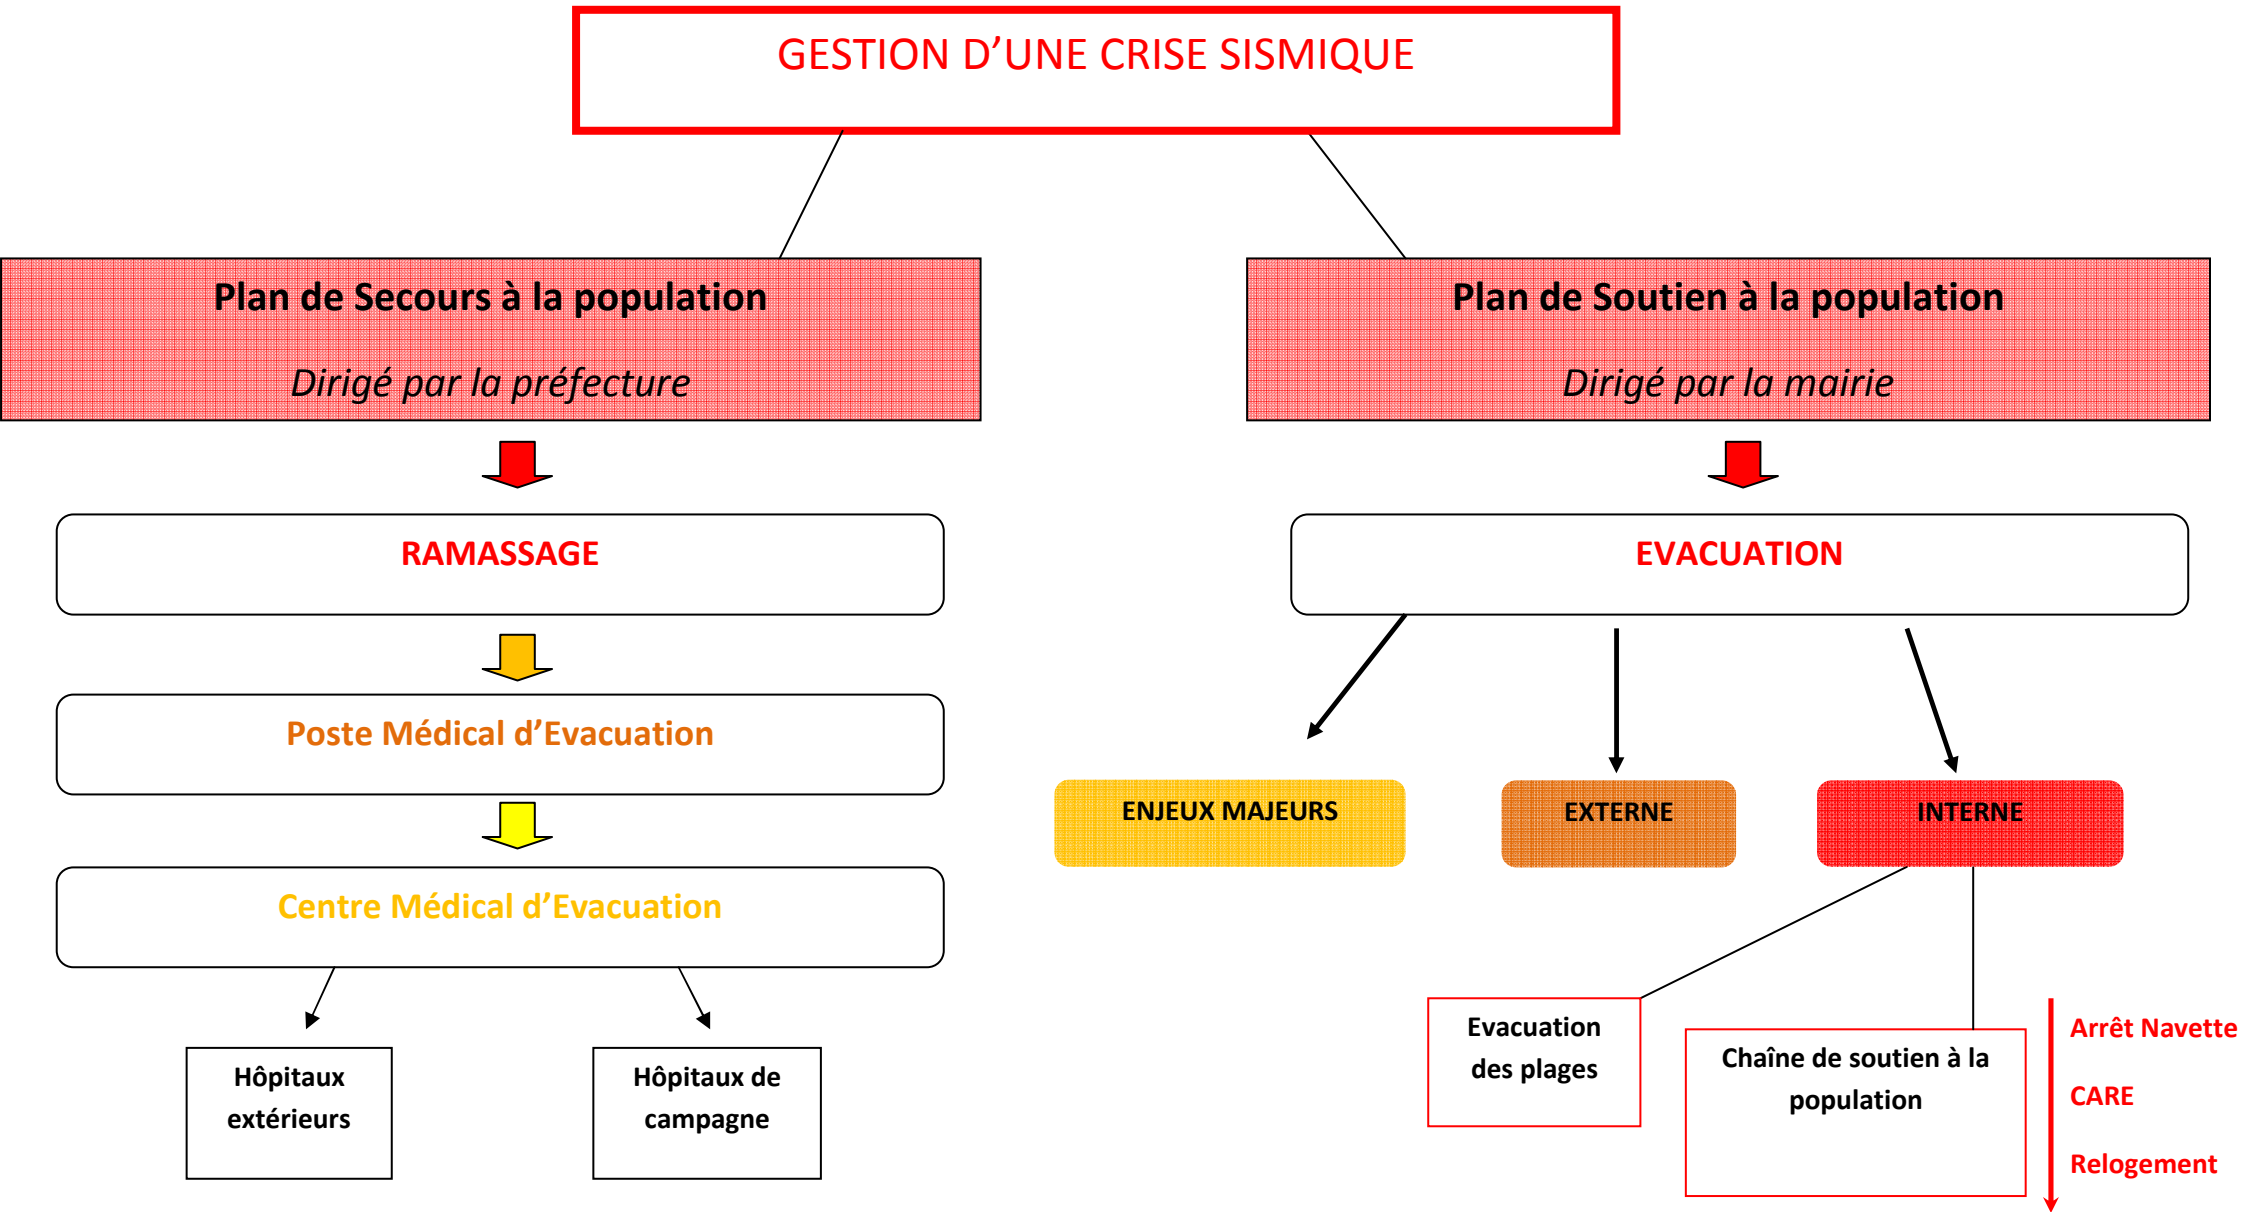 GESTION D’UNE CRISE SISMIQUE
Plan de Secours à la population
Dirigé par la préfecture
RAMASSAGE
Poste Médical d’Evacuation
Centre Médical d’Evacuation
Hôpitaux
extérieurs
Hôpitaux de
campagne
Plan de Soutien à la population
Dirigé par la mairie
EVACUATION
ENJEUX MAJEURS
EXTERNE
INTERNE
Evacuation
des plages
Chaîne de soutien à la
population
Arrêt Navette
CARE
Relogement